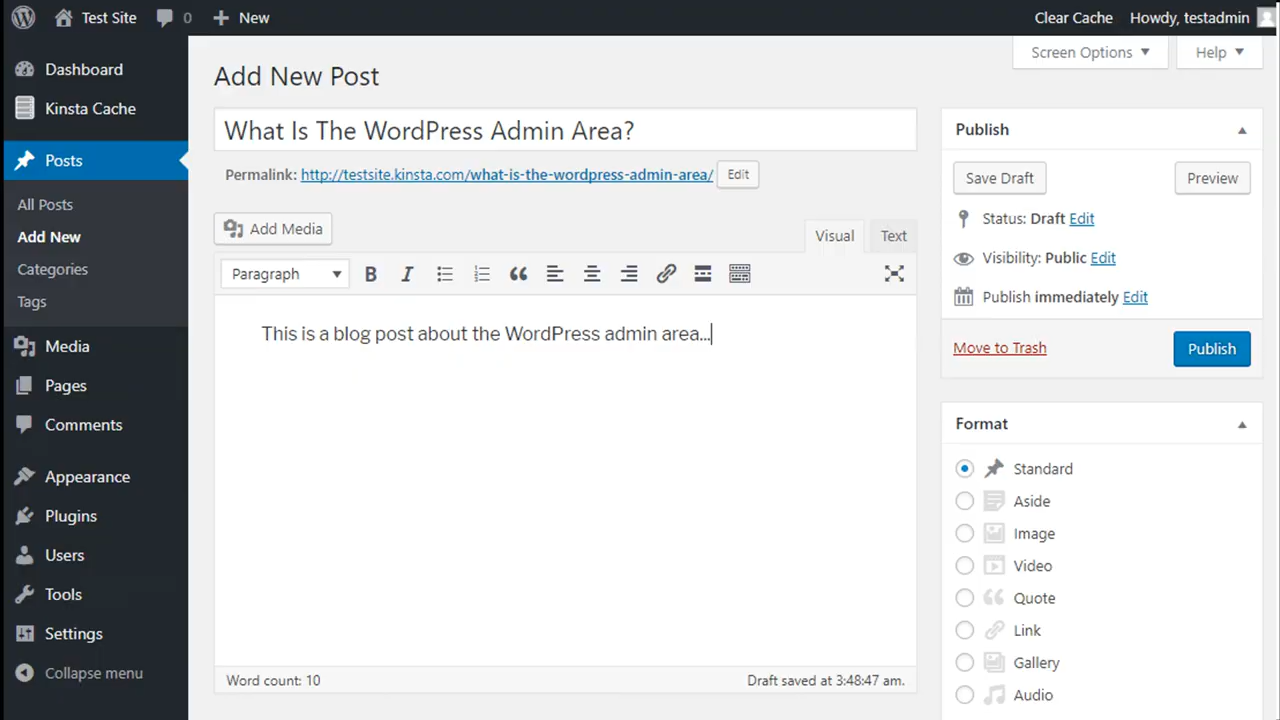 Test Site 0 New Clear Cache Howdy, testadmin
Dashboard
Kinsta Cache
Posts
All Posts
Add New
Categories
Tags
Media
Pages
Comments
Appearance
Plugins
Users
Tools
Settings
Collapse menu
Screen Options Help
Add New Post
What Is The WordPress Admin Area?
Permalink: http://testsite.kinsta.com/what-is-the-wordpress-admin-area/ Edit
Add Media
Visual Text
Paragraph
This is a blog post about the WordPress admin area...
Word count: 10 Draft saved at 3:48:47 am.
Publish
Save Draft Preview
Status: Draft Edit
Visibility: Public Edit
Publish immediately Edit
Move to Trash Publish
Format
Standard
Aside
Image
Video
Quote
Link
Gallery
Audio